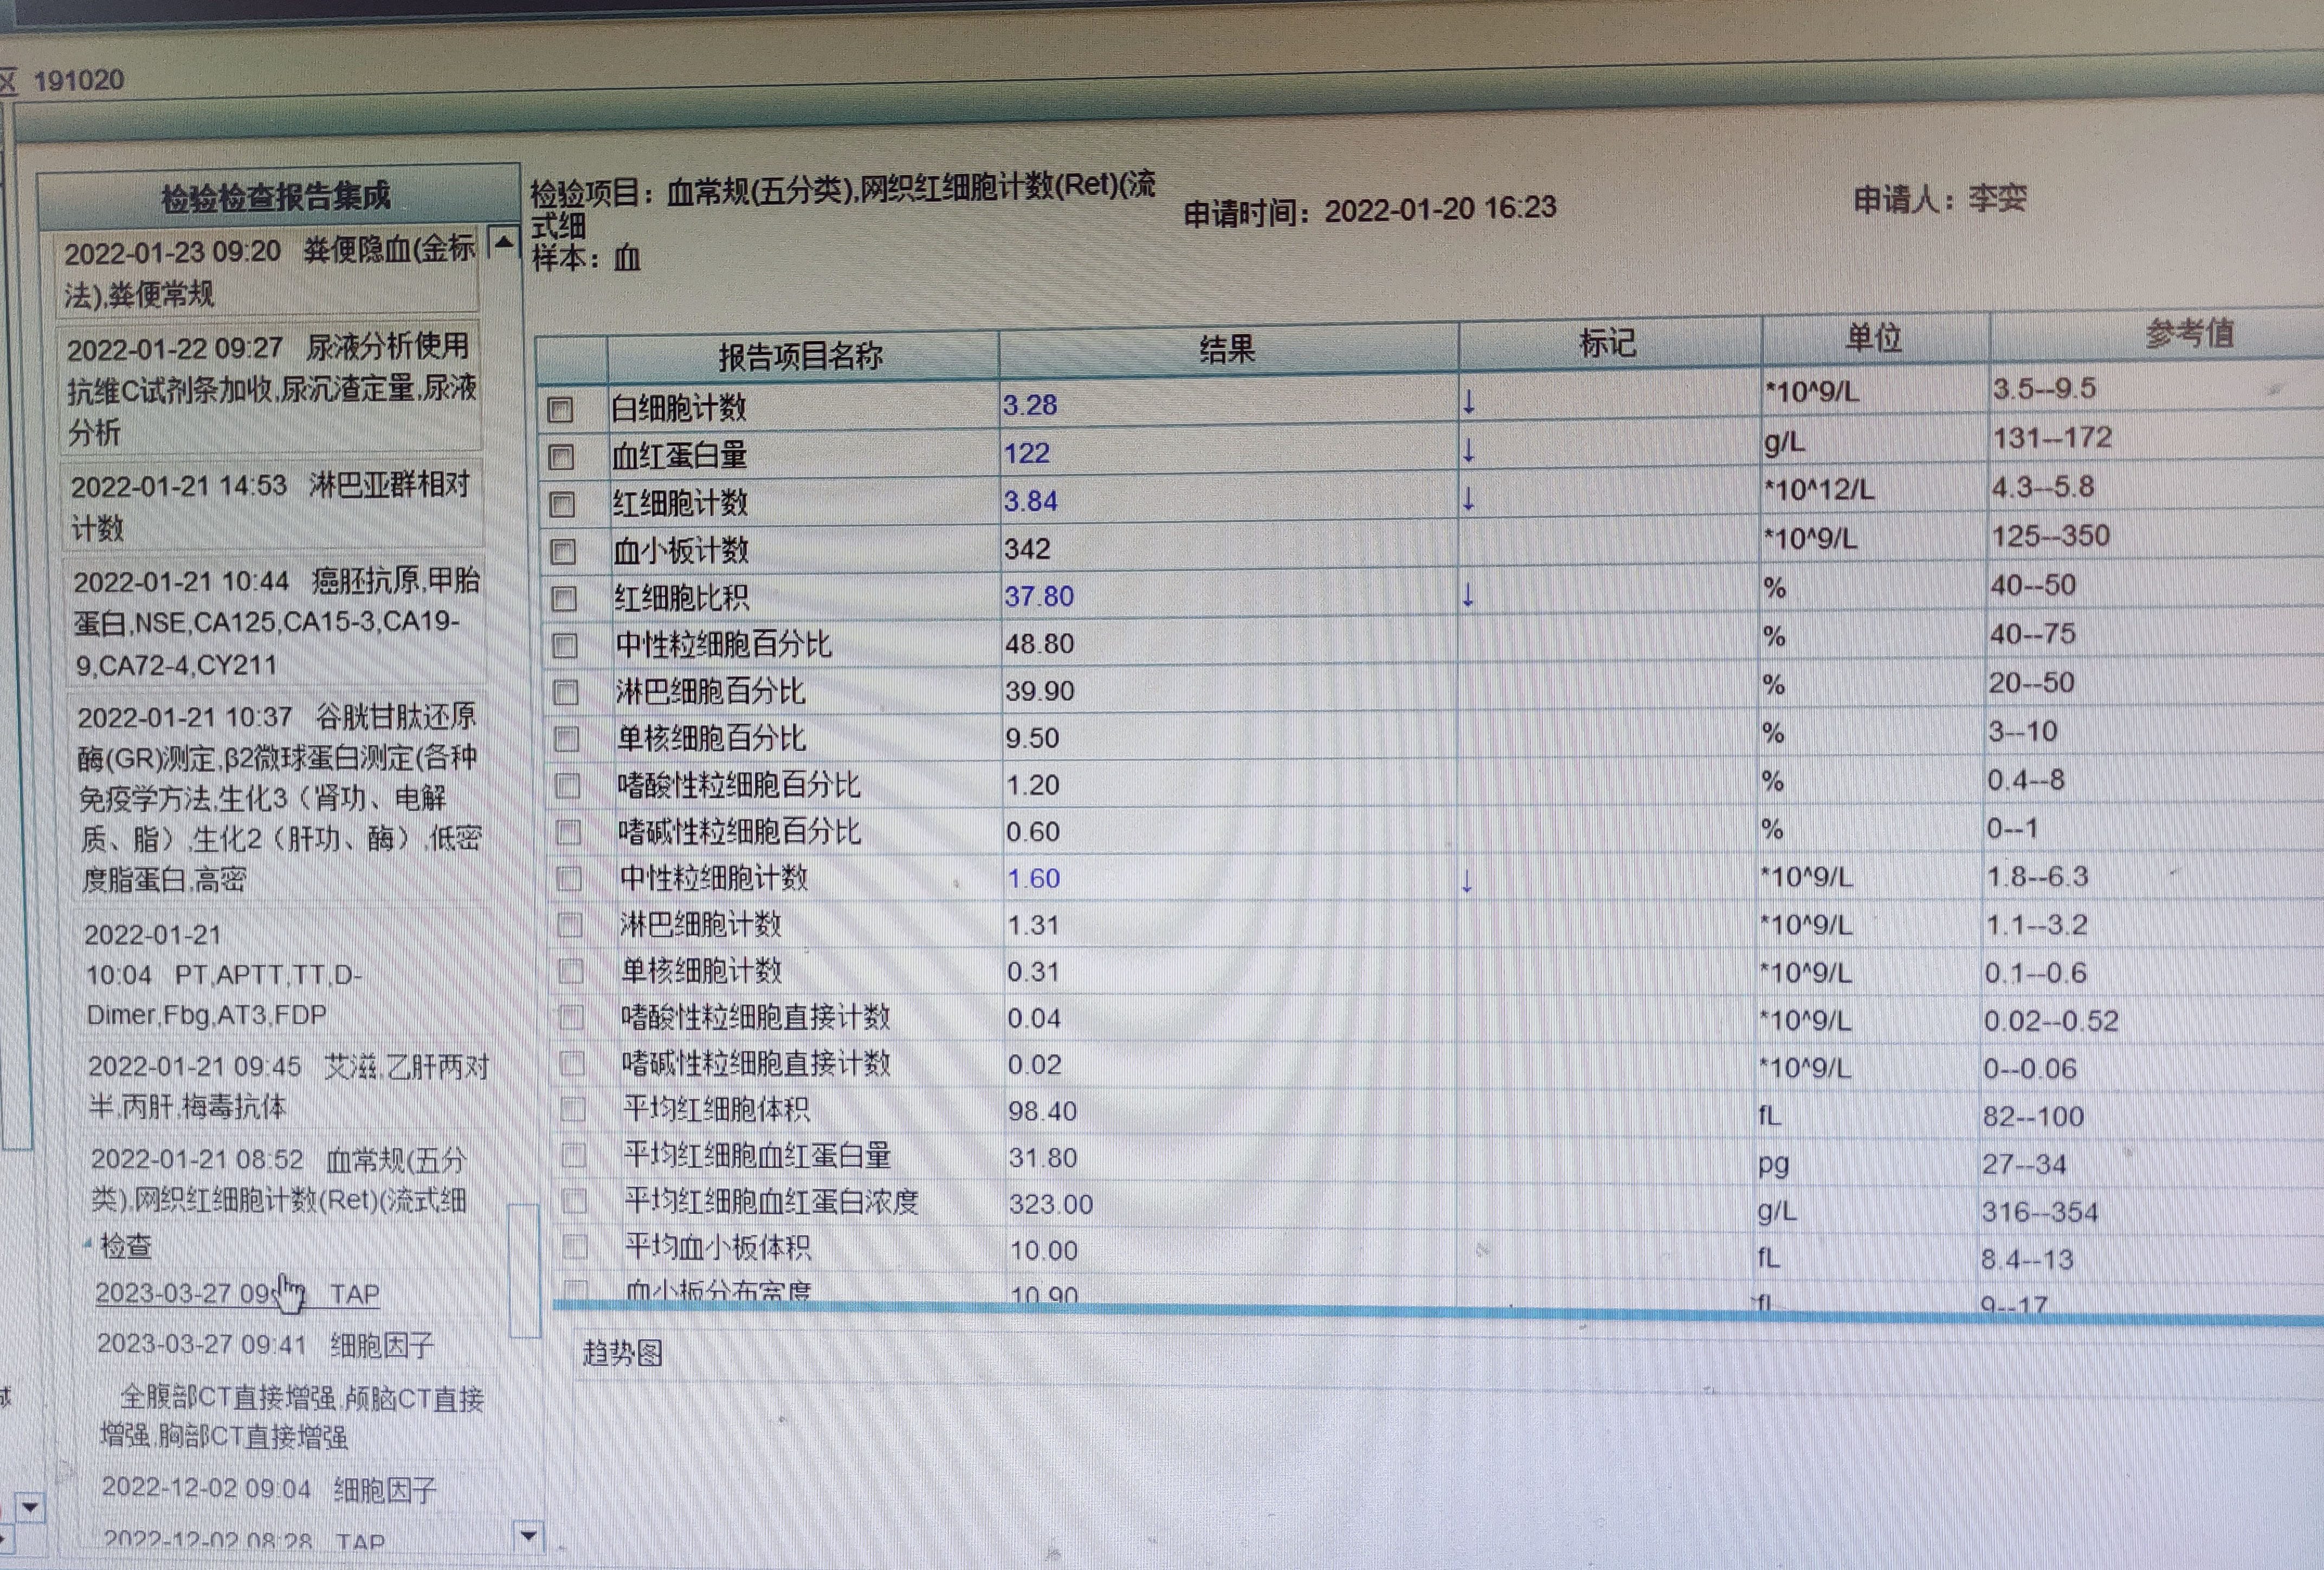 区 191020
检验检查报告集成
2022-01-23 09:20 粪便隐血(金标
法),粪便常规
2022-01-22 09:27 尿液分析使用
抗维C试剂条加收,尿沉渣定量,尿液
分析
2022-01-21 14:53 淋巴亚群相对
计数
2022-01-21 10:44 癌胚抗原,甲胎
蛋白,NSE,CA125,CA15-3,CA19-
9,CA72-4,CY211
2022-01-21 10:37 谷胱甘肽还原
酶(GR)测定,β2微球蛋白测定(各种
免疫学方法,生化3（肾功、电解
质、脂）,生化2（肝功、酶）,低密
度脂蛋白,高密
2022-01-21
10:04 PT,APTT,TT,D-
Dimer,Fbg,AT3,FDP
2022-01-21 09:45 艾滋,乙肝两对
半,丙肝,梅毒抗体
2022-01-21 08:52 血常规(五分
类),网织红细胞计数(Ret)(流式细
检查
2023-03-27 09 TAP
2023-03-27 09:41 细胞因子
全腹部CT直接增强,颅脑CT直接
增强,胸部CT直接增强
2022-12-02 09:04 细胞因子
2022-12-02 08:28 TAP
检验项目：血常规(五分类),网织红细胞计数(Ret)(流
式细
样本：血
申请时间：2022-01-20 16:23
申请人：李娈
报告项目名称 结果 标记 单位 参考值
白细胞计数 3.28 ↓ *10^9/L 3.5--9.5
血红蛋白量 122 ↓ g/L 131--172
红细胞计数 3.84 ↓ *10^12/L 4.3--5.8
血小板计数 342 *10^9/L 125--350
红细胞比积 37.80 ↓ % 40--50
中性粒细胞百分比 48.80 % 40--75
淋巴细胞百分比 39.90 % 20--50
单核细胞百分比 9.50 % 3--10
嗜酸性粒细胞百分比 1.20 % 0.4--8
嗜碱性粒细胞百分比 0.60 % 0--1
中性粒细胞计数 1.60 ↓ *10^9/L 1.8--6.3
淋巴细胞计数 1.31 *10^9/L 1.1--3.2
单核细胞计数 0.31 *10^9/L 0.1--0.6
嗜酸性粒细胞直接计数 0.04 *10^9/L 0.02--0.52
嗜碱性粒细胞直接计数 0.02 *10^9/L 0--0.06
平均红细胞体积 98.40 fL 82--100
平均红细胞血红蛋白量 31.80 pg 27--34
平均红细胞血红蛋白浓度 323.00 g/L 316--354
平均血小板体积 10.00 fL 8.4--13
血小板分布宽度 10.90 fl 9--17
趋势图